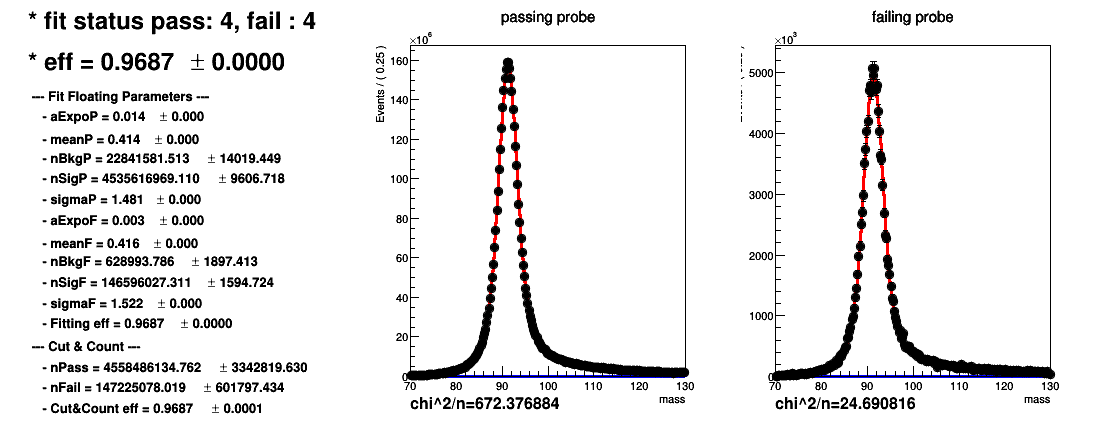 * fit status pass: 4, fail : 4
* eff = 0.9687 ± 0.0000
--- Fit Floating Parameters ---
- aExpoP = 0.014 ± 0.000
- meanP = 0.414 ± 0.000
- nBkgP = 22841581.513 ± 14019.449
- nSigP = 4535616969.110 ± 9606.718
- sigmaP = 1.481 ± 0.000
- aExpoF = 0.003 ± 0.000
- meanF = 0.416 ± 0.000
- nBkgF = 628993.786 ± 1897.413
- nSigF = 146596027.311 ± 1594.724
- sigmaF = 1.522 ± 0.000
- Fitting eff = 0.9687 ± 0.0000
--- Cut & Count ---
- nPass = 4558486134.762 ± 3342819.630
- nFail = 147225078.019 ± 601797.434
- Cut&Count eff = 0.9687 ± 0.0001
passing probe
×10⁶
Events / ( 0.25 )
160
140
120
100
80
60
40
20
0
70 80 90 100 110 120 130
mass
chi^2/n=672.376884
failing probe
×10³
5000
4000
3000
2000
1000
0
70 80 90 100 110 120 130
mass
chi^2/n=24.690816